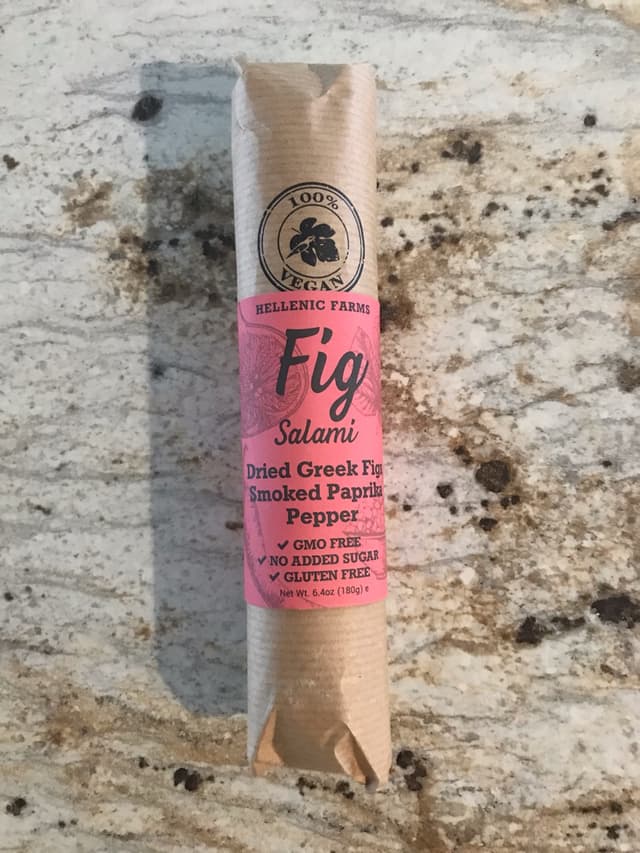 100%
VEGAN
HELLENIC FARMS
Fig
Salami
Dried Greek Figs
Smoked Paprika
Pepper
✓ GMO FREE
✓ NO ADDED SUGAR
✓ GLUTEN FREE
Net Wt. 6.4oz (180g) e